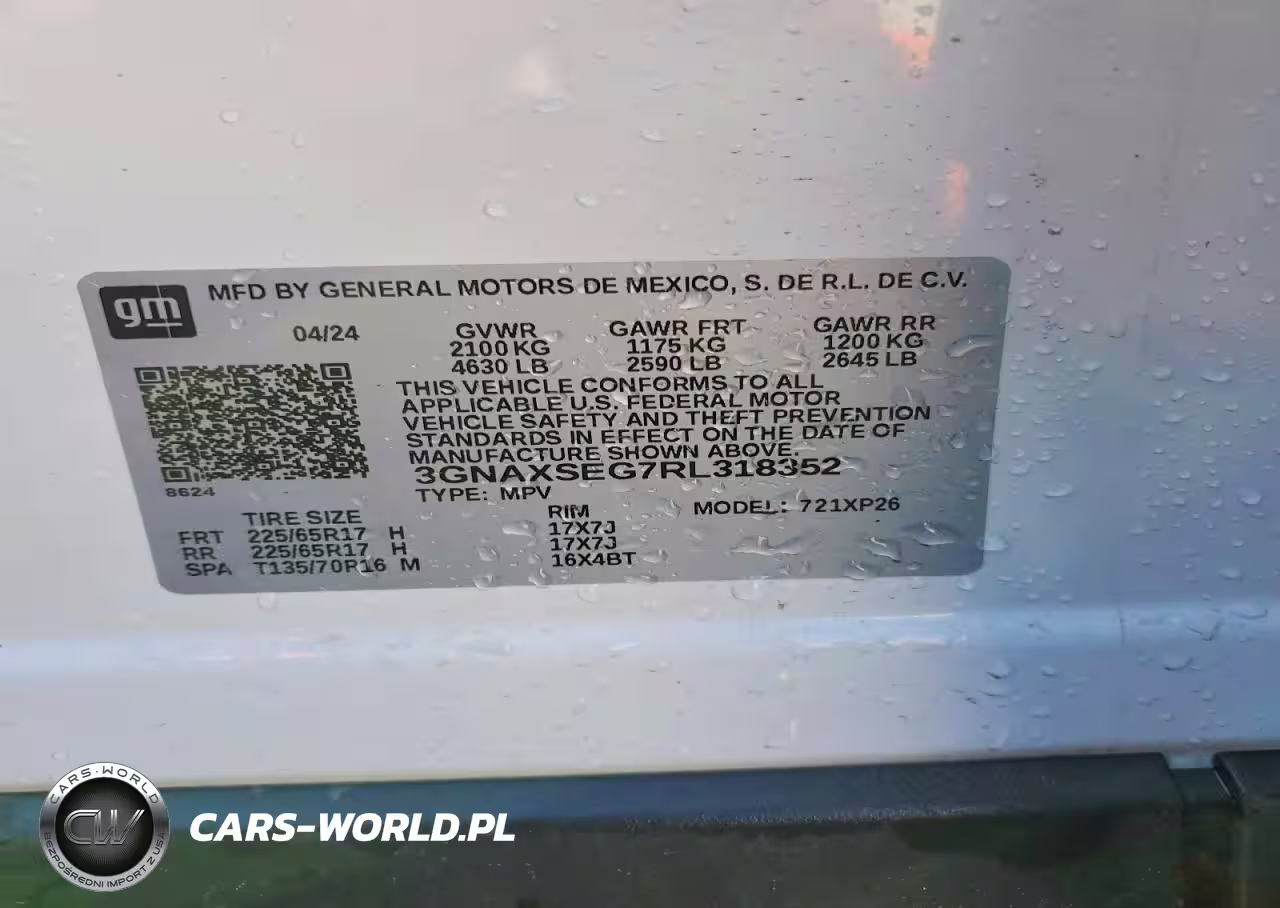 gm
MFD BY GENERAL MOTORS DE MEXICO, S. DE R.L. DE C.V.
04/24 GVWR GAWR FRT GAWR RR
2100 KG 1175 KG 1200 KG
4630 LB 2590 LB 2645 LB
THIS VEHICLE CONFORMS TO ALL
APPLICABLE U.S. FEDERAL MOTOR
VEHICLE SAFETY AND THEFT PREVENTION
STANDARDS IN EFFECT ON THE DATE OF
MANUFACTURE SHOWN ABOVE.
3GNAXSEG7RL318352
8624
TYPE: MPV MODEL: 721XP26
TIRE SIZE RIM
FRT 225/65R17 H 17X7J
RR 225/65R17 H 17X7J
SPA T135/70R16 M 16X4BT
CARS-WORLD
CW
BEZPOŚREDNI IMPORT Z USA
CARS-WORLD.PL